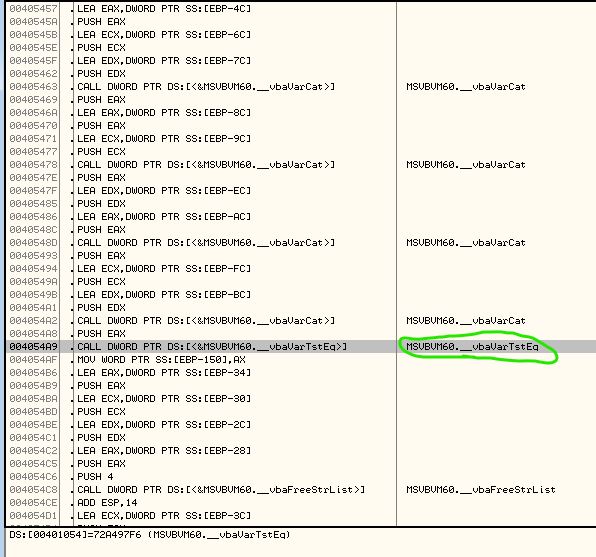 00405457 . LEA EAX,DWORD PTR SS:[EBP-4C]
0040545A . PUSH EAX
0040545B . LEA ECX,DWORD PTR SS:[EBP-6C]
0040545E . PUSH ECX
0040545F . LEA EDX,DWORD PTR SS:[EBP-7C]
00405462 . PUSH EDX
00405463 . CALL DWORD PTR DS:[<&MSVBVM60.__vbaVarCat>] MSVBVM60.__vbaVarCat
00405469 . PUSH EAX
0040546A . LEA EAX,DWORD PTR SS:[EBP-8C]
00405470 . PUSH EAX
00405471 . LEA ECX,DWORD PTR SS:[EBP-9C]
00405477 . PUSH ECX
00405478 . CALL DWORD PTR DS:[<&MSVBVM60.__vbaVarCat>] MSVBVM60.__vbaVarCat
0040547E . PUSH EAX
0040547F . LEA EDX,DWORD PTR SS:[EBP-EC]
00405485 . PUSH EDX
00405486 . LEA EAX,DWORD PTR SS:[EBP-AC]
0040548C . PUSH EAX
0040548D . CALL DWORD PTR DS:[<&MSVBVM60.__vbaVarCat>] MSVBVM60.__vbaVarCat
00405493 . PUSH EAX
00405494 . LEA ECX,DWORD PTR SS:[EBP-FC]
0040549A . PUSH ECX
0040549B . LEA EDX,DWORD PTR SS:[EBP-BC]
004054A1 . PUSH EDX
004054A2 . CALL DWORD PTR DS:[<&MSVBVM60.__vbaVarCat>] MSVBVM60.__vbaVarCat
004054A8 . PUSH EAX
004054A9 . CALL DWORD PTR DS:[<&MSVBVM60.__vbaVarTstEq>] MSVBVM60.__vbaVarTstEq
004054AF . MOV WORD PTR SS:[EBP-150],AX
004054B6 . LEA EAX,DWORD PTR SS:[EBP-34]
004054B9 . PUSH EAX
004054BA . LEA ECX,DWORD PTR SS:[EBP-30]
004054BD . PUSH ECX
004054BE . LEA EDX,DWORD PTR SS:[EBP-2C]
004054C1 . PUSH EDX
004054C2 . LEA EAX,DWORD PTR SS:[EBP-28]
004054C5 . PUSH EAX
004054C6 . PUSH 4
004054C8 . CALL DWORD PTR DS:[<&MSVBVM60.__vbaFreeStrList>] MSVBVM60.__vbaFreeStrList
004054CE . ADD ESP,14
004054D1 . LEA ECX,DWORD PTR SS:[EBP-3C]
DS:[00401054]=72A497F6 (MSVBVM60.__vbaVarTstEq)